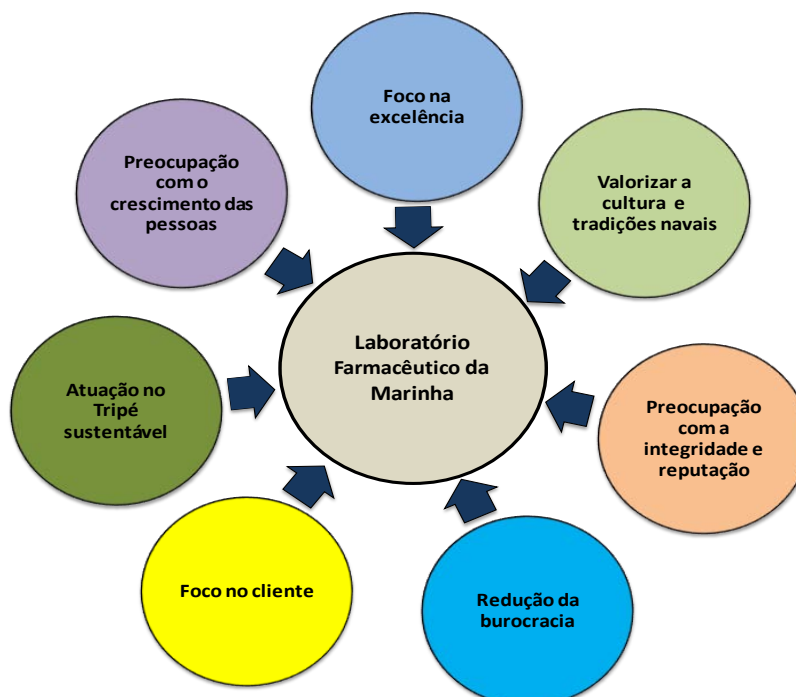 Foco na
excelência
Preocupação
com o
crescimento das
pessoas
Valorizar a
cultura e
tradições navais
Laboratório
Farmacêutico da
Marinha
Atuação no
Tripé
sustentável
Preocupação
com a
integridade e
reputação
Foco no cliente
Redução da
burocracia